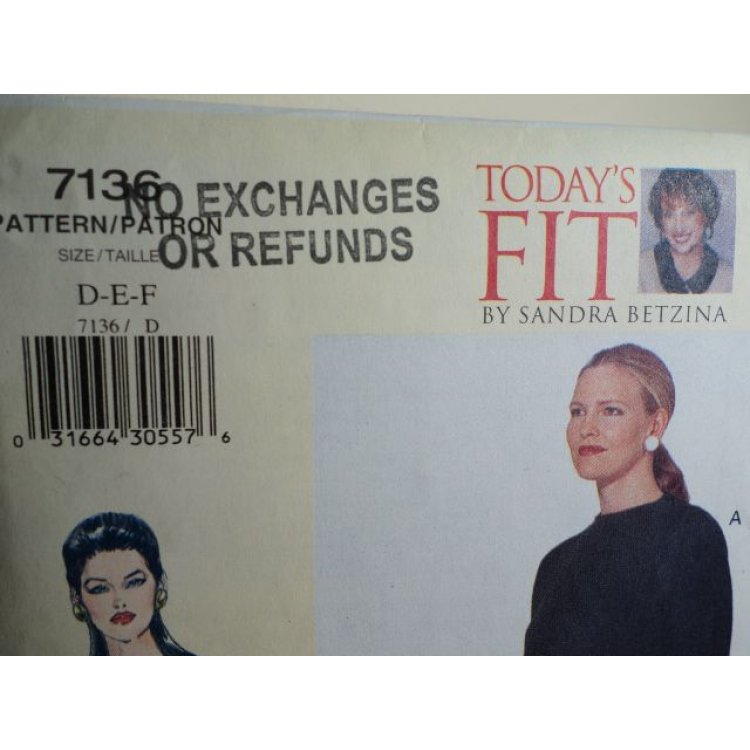 7136
NO EXCHANGES
OR REFUNDS
PATTERN/PATRON
SIZE/TAILLE
D-E-F
7136/ D
0 31664 30557 6
TODAY'S
FIT
BY SANDRA BETZINA
A